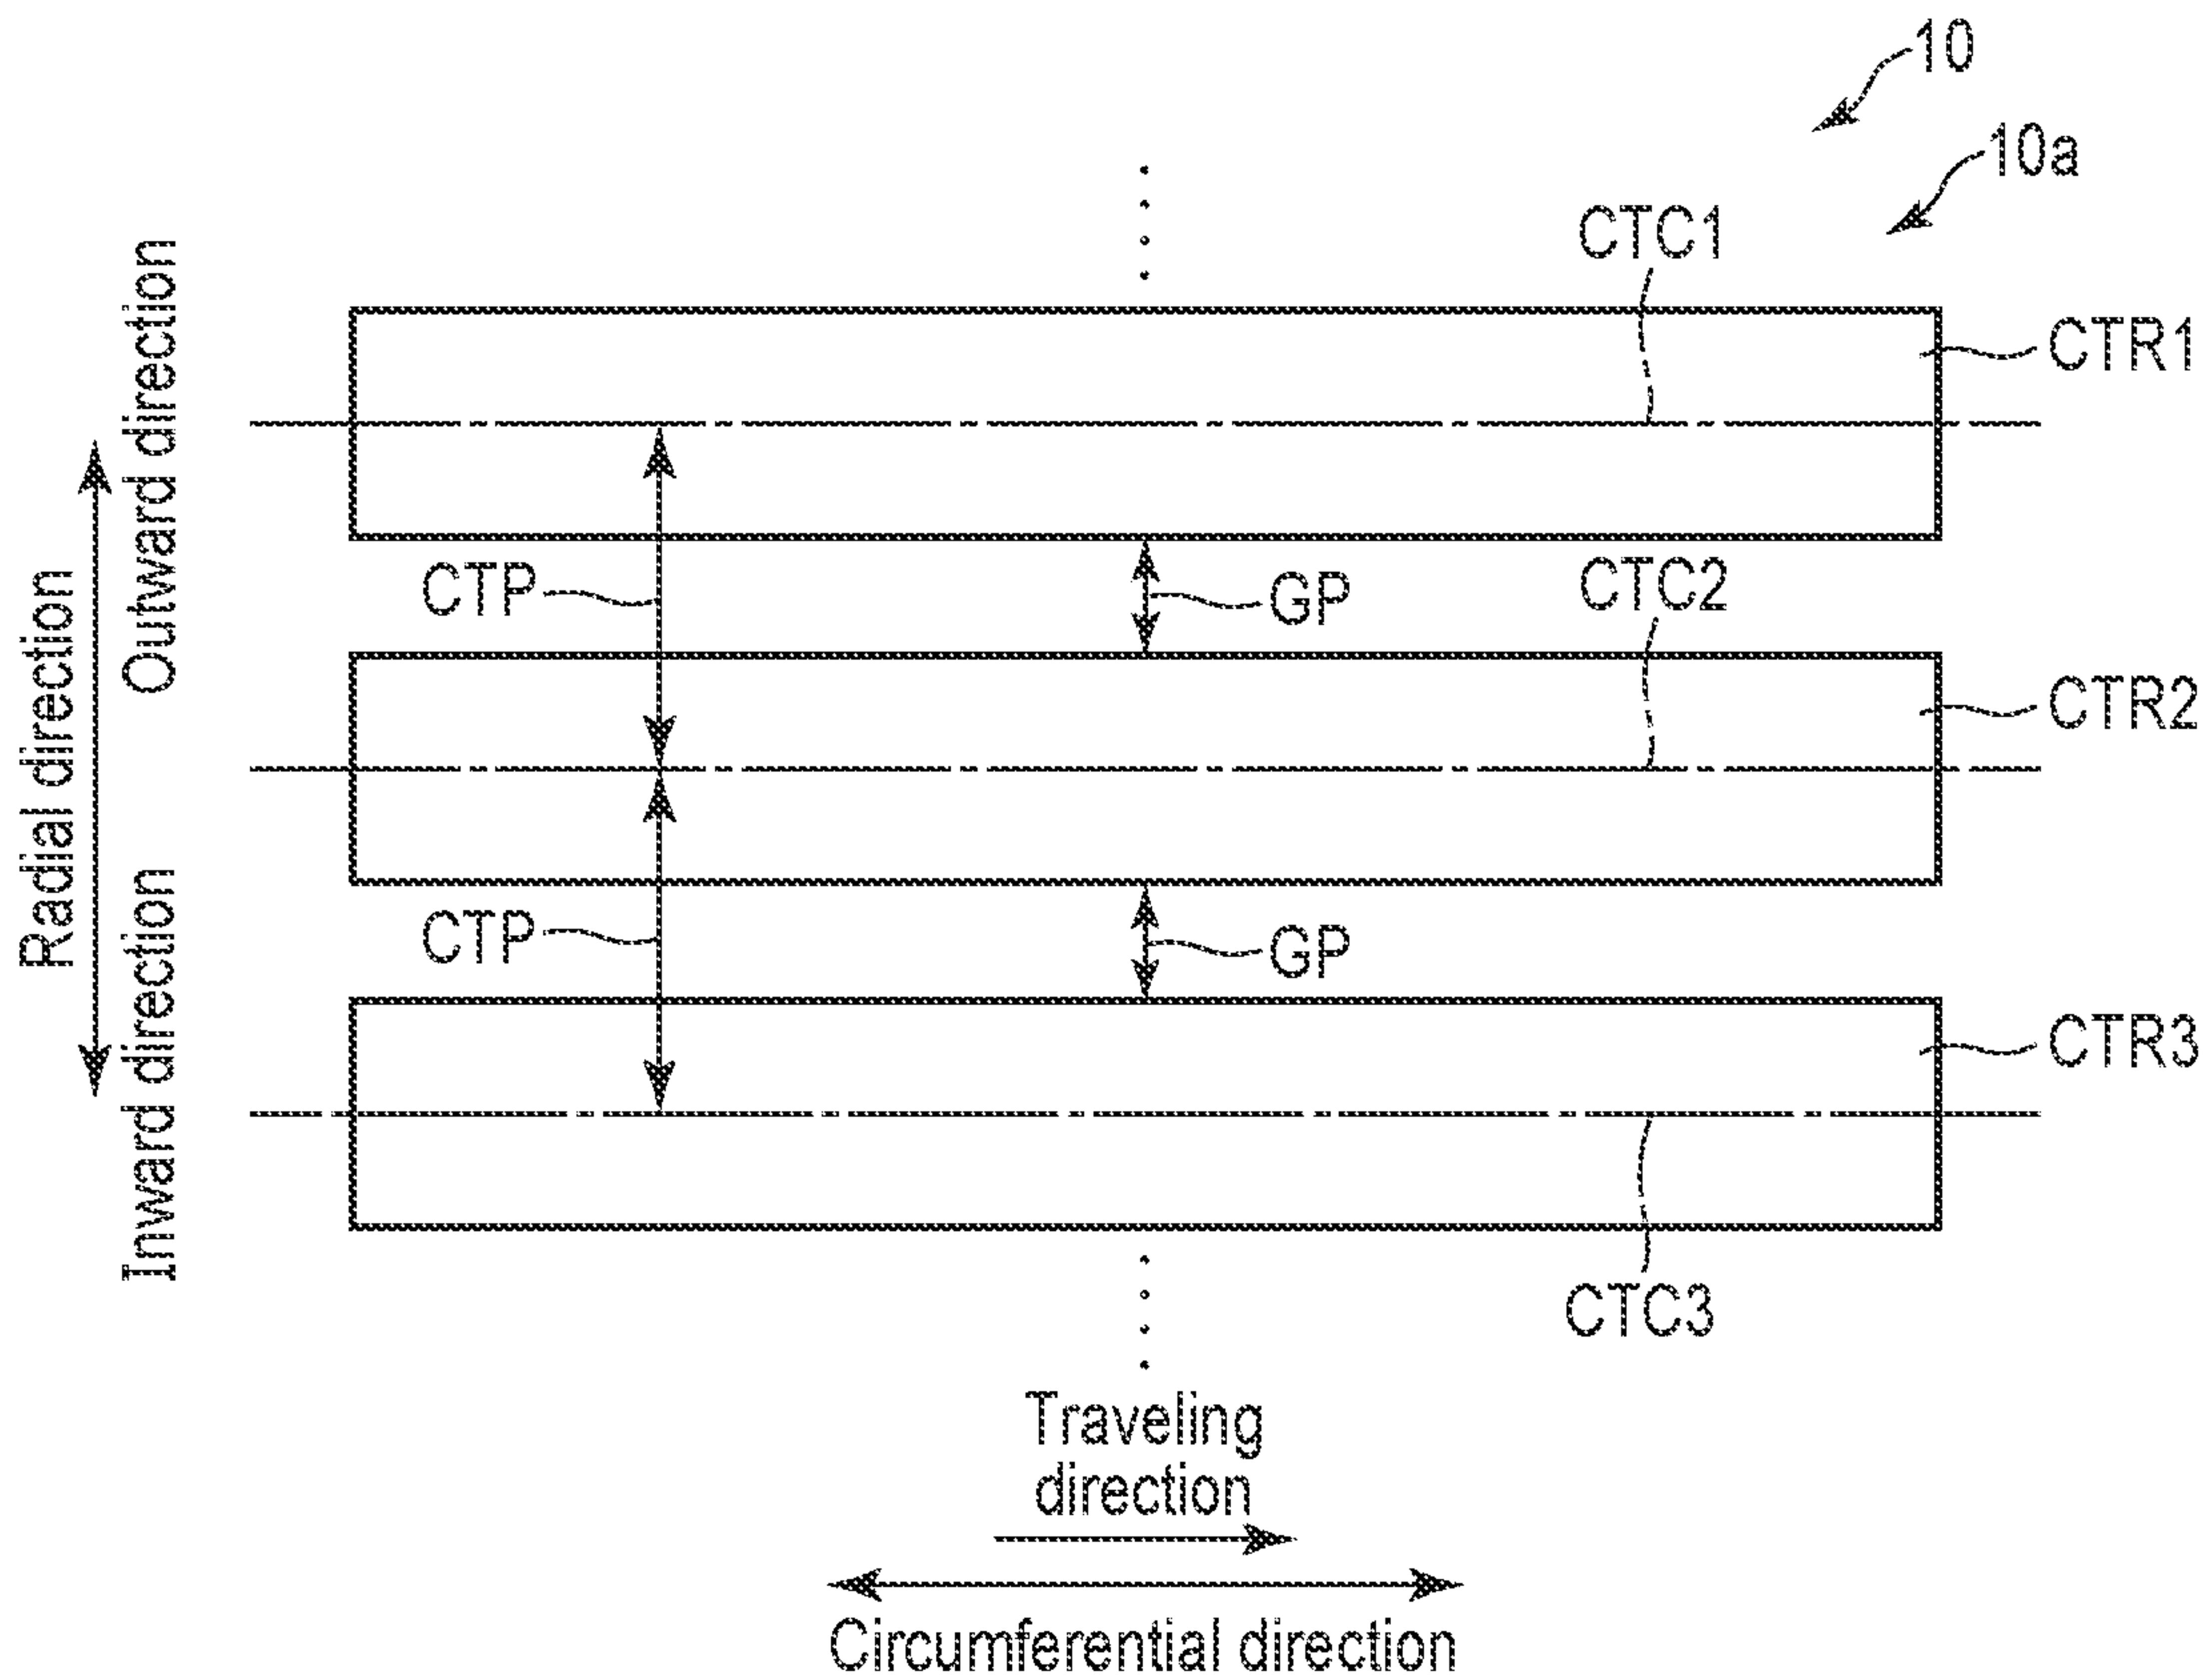 10
10a
CTC1
CTR1
Outward direction
Radial direction
CTP
GP
CTC2
CTR2
Inward direction
CTP
GP
CTR3
CTC3
Traveling
direction
Circumferential direction